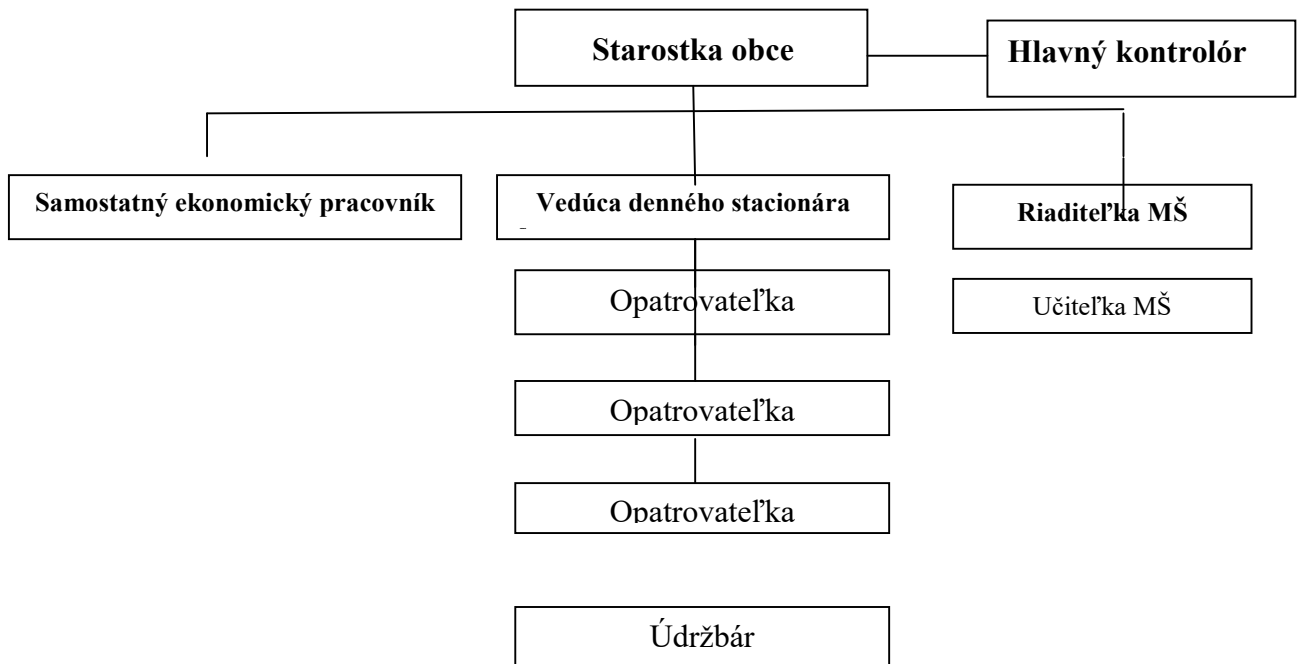 Starostka obce
Hlavný kontrolór
Samostatný ekonomický pracovník
Vedúca denného stacionára
Riaditeľka MŠ
Opatrovateľka
Učiteľka MŠ
Opatrovateľka
Opatrovateľka
Údržbár